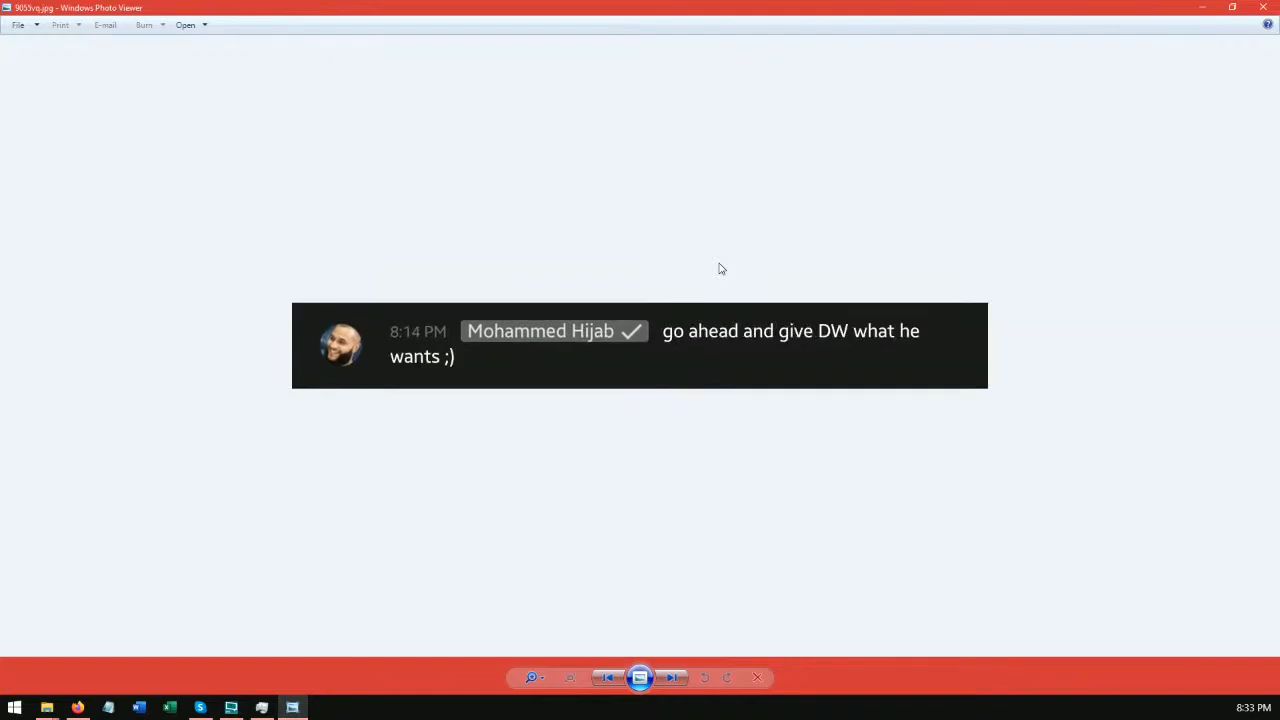 9055vq.jpg - Windows Photo Viewer
File Print E-mail Burn Open
8:14 PM Mohammed Hijab go ahead and give DW what he
wants ;)
8:33 PM